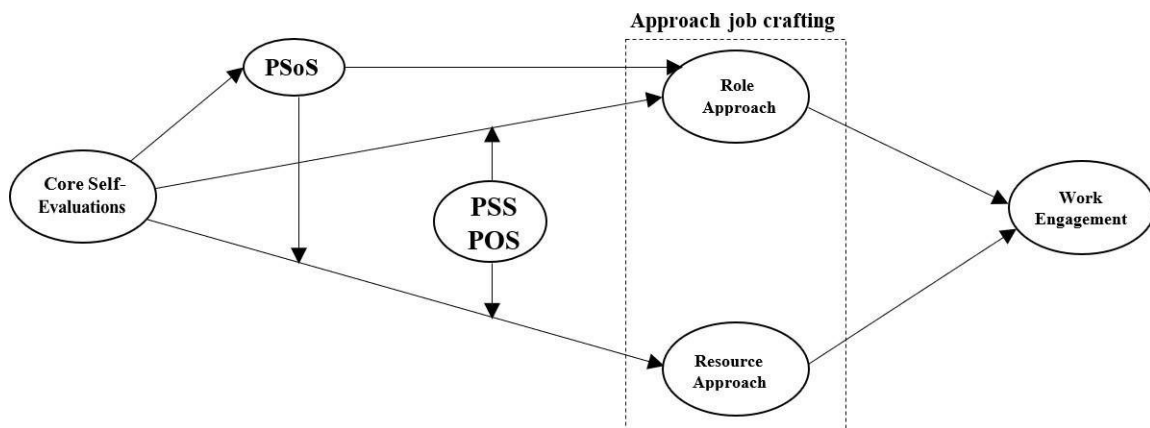 Approach job crafting
PSoS
Role
Approach
Core Self-
Evaluations
PSS
POS
Work
Engagement
Resource
Approach